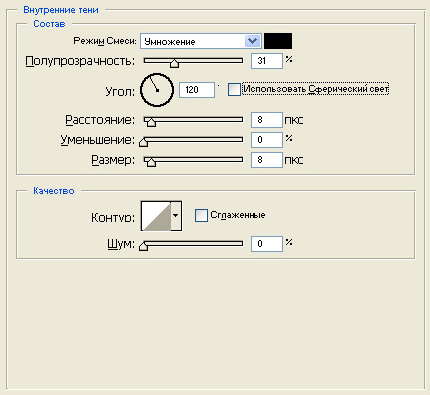 Внутренние тени
Состав
Режим Смеси: Умножение
Полупрозрачность: 31 %
Угол: 120 ° Использовать Сферический свет
Расстояние: 8 пкс
Уменьшение: 0 %
Размер: 8 пкс
Качество
Контур: Сглаженные
Шум: 0 %